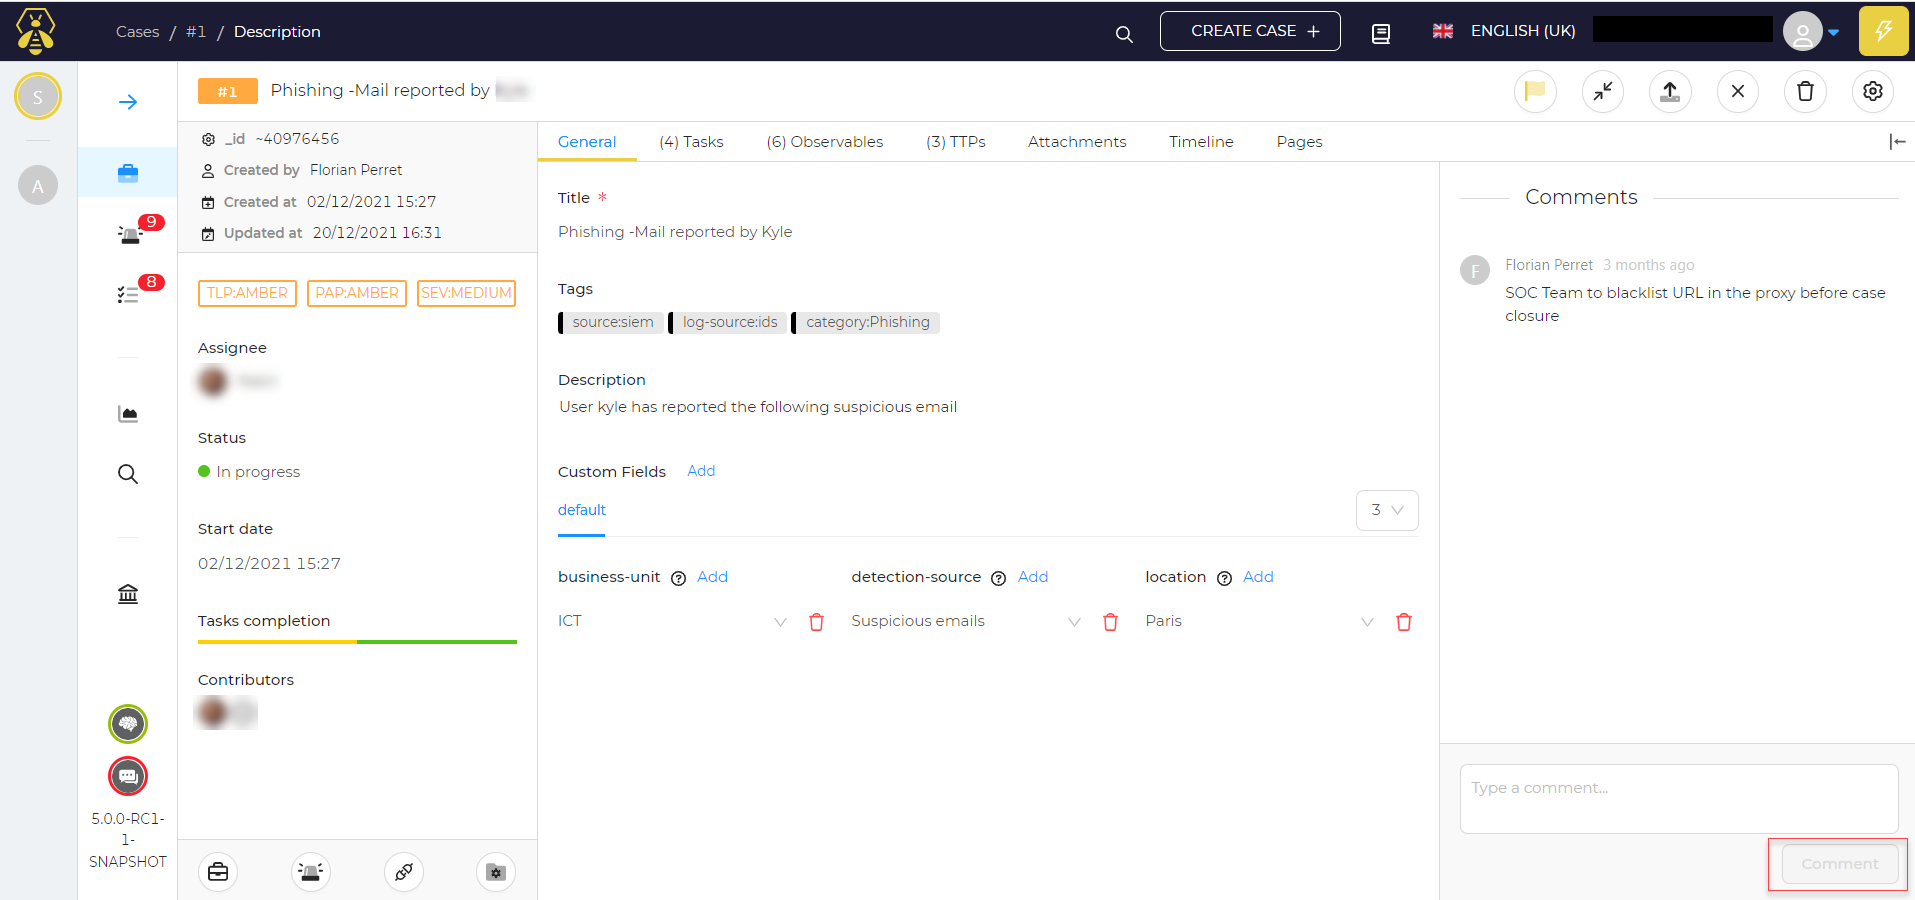 Cases / #1 / Description
CREATE CASE +
ENGLISH (UK)
S
A
9
8
5.0.0-RC1-
1-
SNAPSHOT
#1 Phishing -Mail reported by
_id ~40976456
Created by Florian Perret
Created at 02/12/2021 15:27
Updated at 20/12/2021 16:31
TLP:AMBER PAP:AMBER SEV:MEDIUM
Assignee
Status
In progress
Start date
02/12/2021 15:27
Tasks completion
Contributors
General (4) Tasks (6) Observables (3) TTPs Attachments Timeline Pages
Title *
Phishing -Mail reported by Kyle
Tags
source:siem log-source:ids category:Phishing
Description
User kyle has reported the following suspicious email
Custom Fields Add
default 3
business-unit ? Add detection-source ? Add location ? Add
ICT Suspicious emails Paris
Comments
F
Florian Perret 3 months ago
SOC Team to blacklist URL in the proxy before case
closure
Type a comment...
Comment